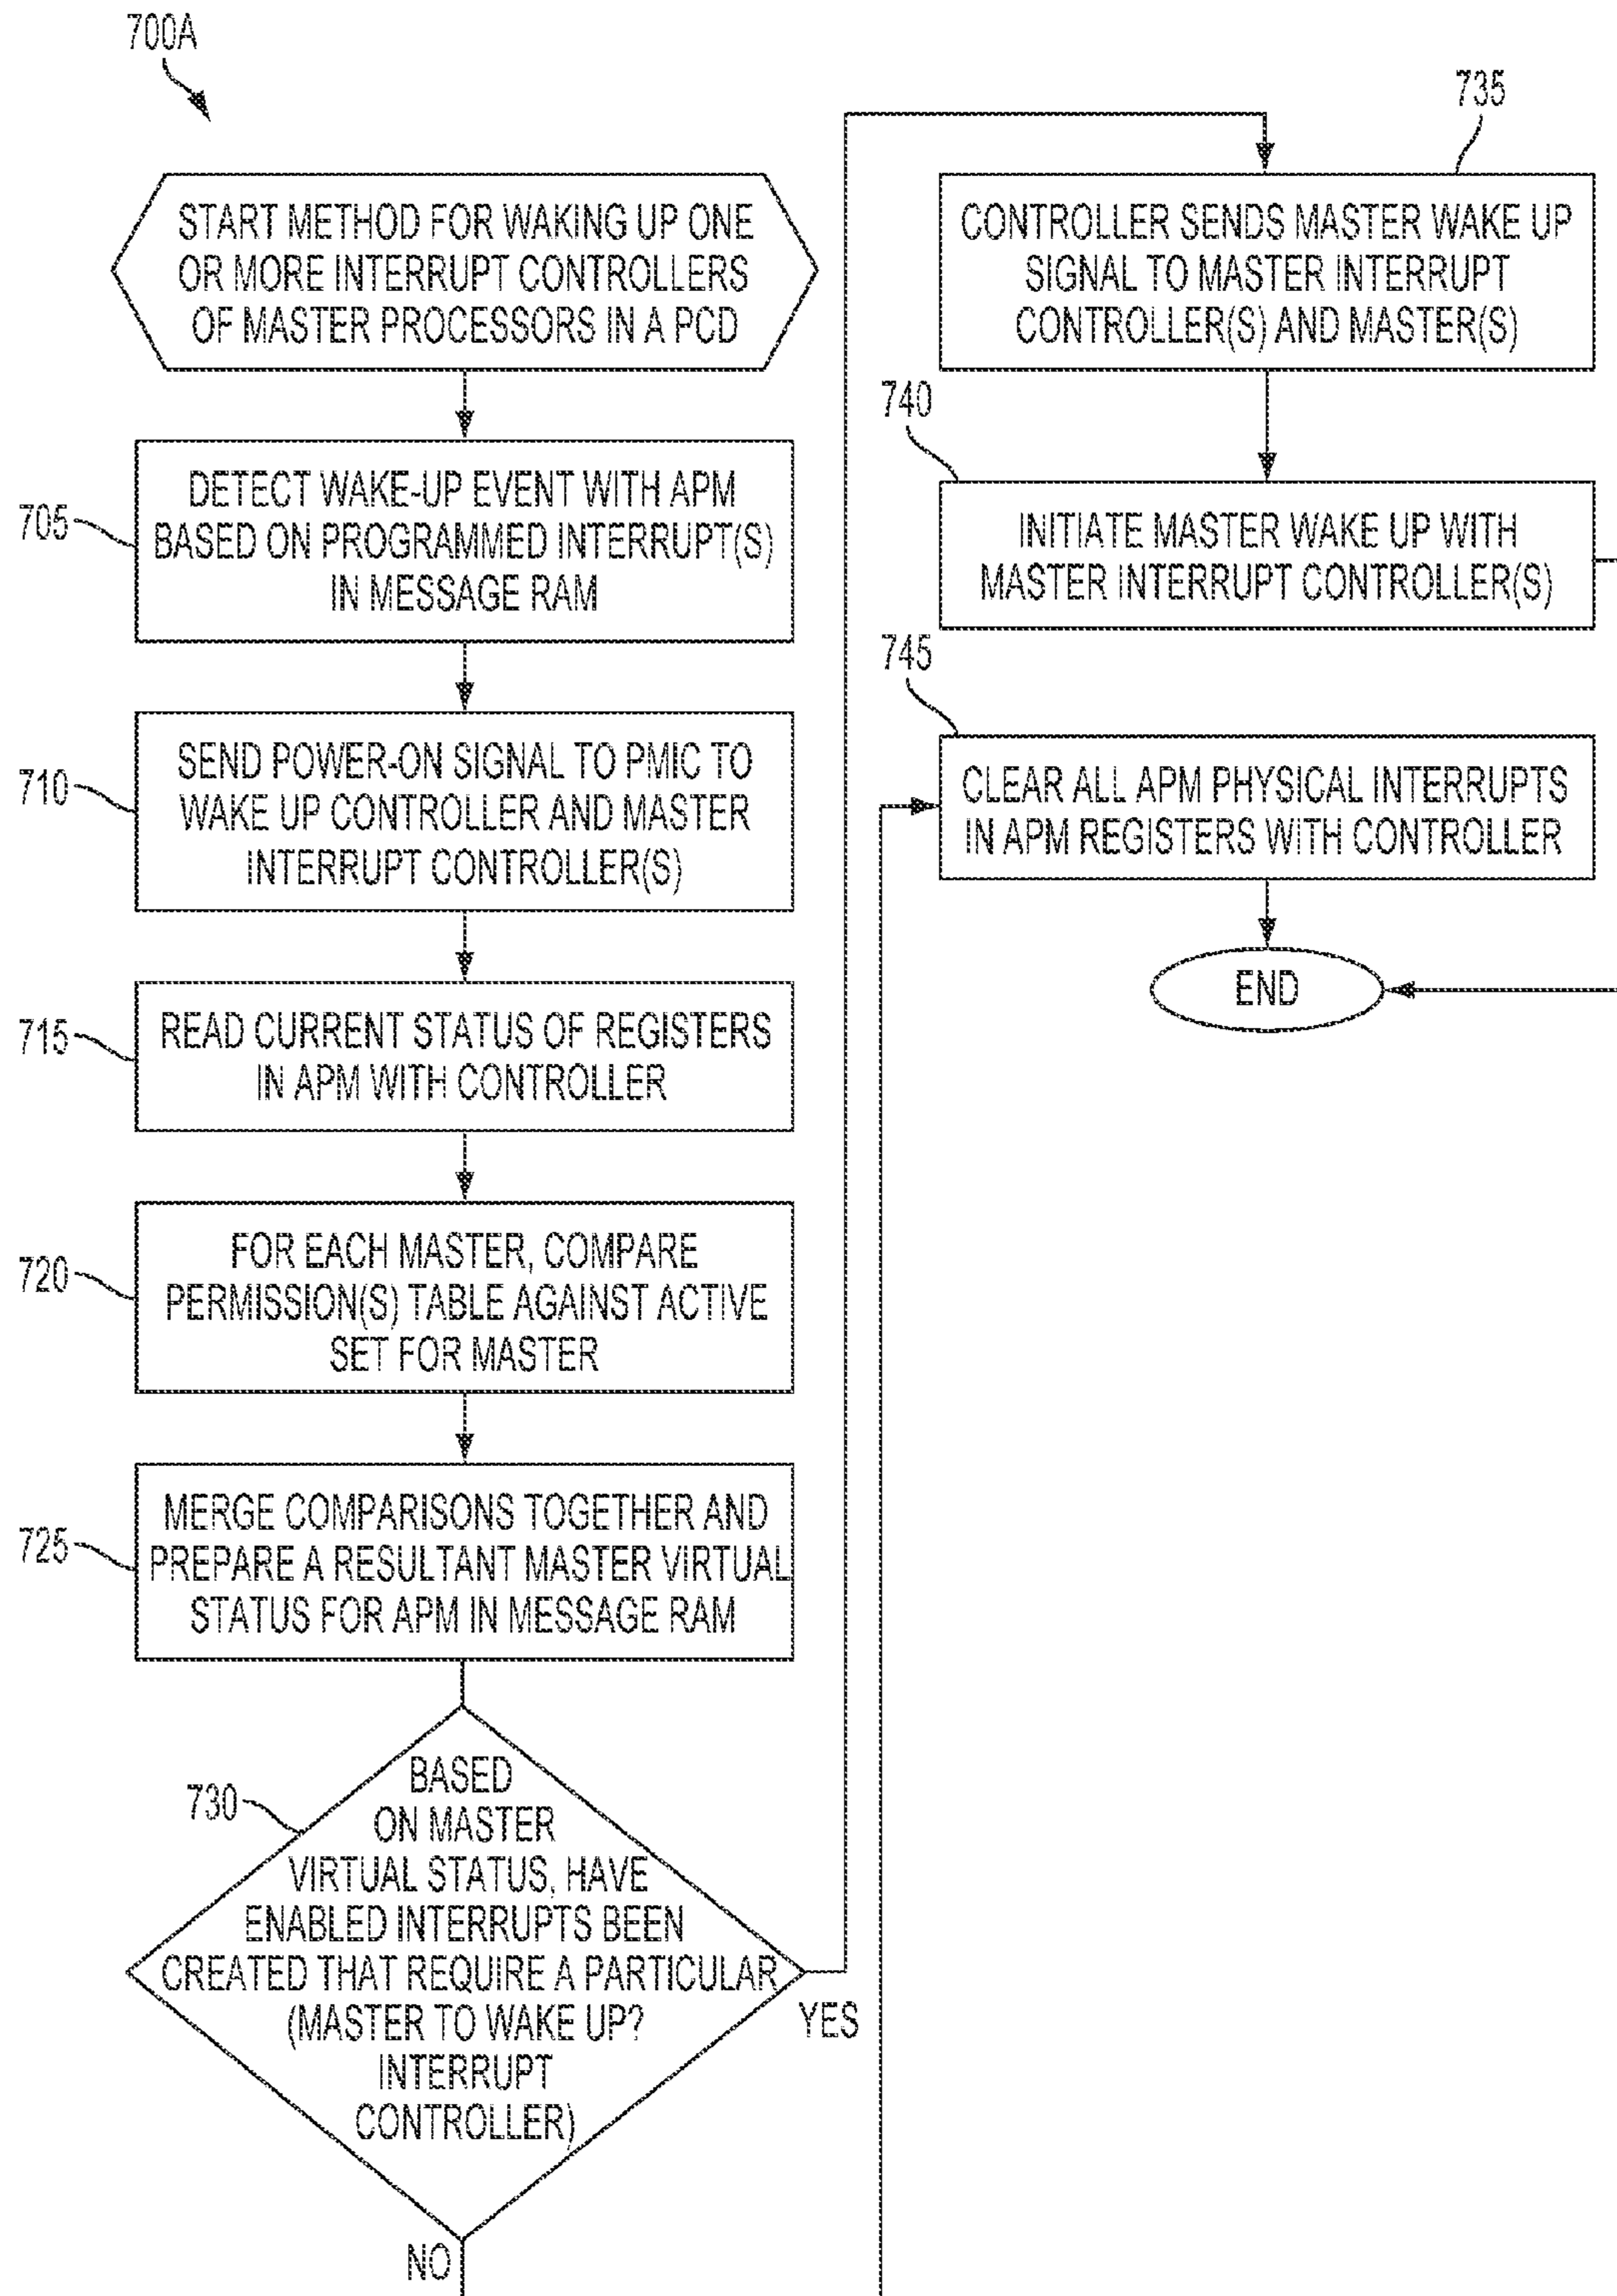 700A
START METHOD FOR WAKING UP ONE
OR MORE INTERRUPT CONTROLLERS
OF MASTER PROCESSORS IN A PCD
705
DETECT WAKE-UP EVENT WITH APM
BASED ON PROGRAMMED INTERRUPT(S)
IN MESSAGE RAM
710
SEND POWER-ON SIGNAL TO PMIC TO
WAKE UP CONTROLLER AND MASTER
INTERRUPT CONTROLLER(S)
715
READ CURRENT STATUS OF REGISTERS
IN APM WITH CONTROLLER
720
FOR EACH MASTER, COMPARE
PERMISSION(S) TABLE AGAINST ACTIVE
SET FOR MASTER
725
MERGE COMPARISONS TOGETHER AND
PREPARE A RESULTANT MASTER VIRTUAL
STATUS FOR APM IN MESSAGE RAM
730
BASED
ON MASTER
VIRTUAL STATUS, HAVE
ENABLED INTERRUPTS BEEN
CREATED THAT REQUIRE A PARTICULAR
(MASTER TO WAKE UP?
INTERRUPT
CONTROLLER)
YES
NO
735
CONTROLLER SENDS MASTER WAKE UP
SIGNAL TO MASTER INTERRUPT
CONTROLLER(S) AND MASTER(S)
740
INITIATE MASTER WAKE UP WITH
MASTER INTERRUPT CONTROLLER(S)
745
CLEAR ALL APM PHYSICAL INTERRUPTS
IN APM REGISTERS WITH CONTROLLER
END